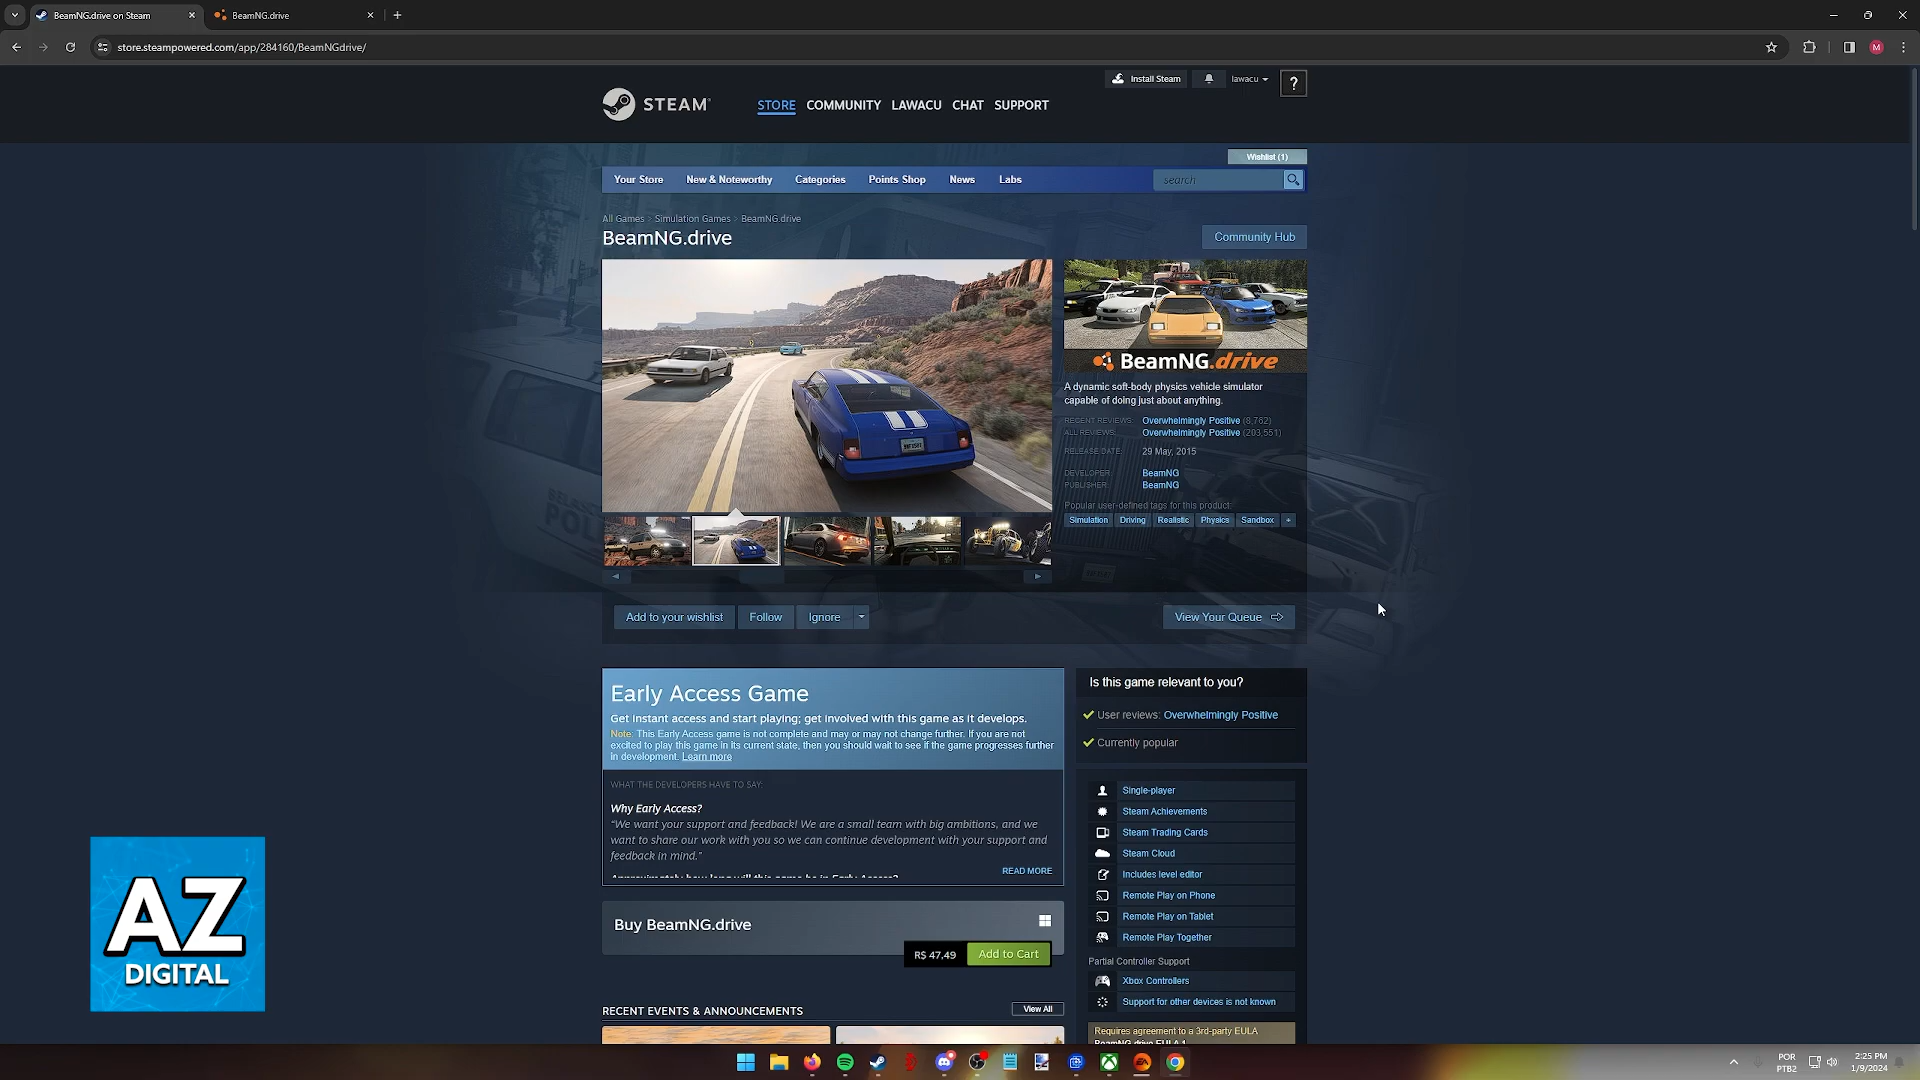 BeamNG.drive on Steam
BeamNG.drive
store.steampowered.com/app/284160/BeamNGdrive/
M
Install Steam
lawacu
?
STEAM
STORE COMMUNITY LAWACU CHAT SUPPORT
Wishlist (1)
Your Store New & Noteworthy Categories Points Shop News Labs
search
All Games > Simulation Games > BeamNG.drive
BeamNG.drive
Community Hub
BeamNG.drive
A dynamic soft-body physics vehicle simulator
capable of doing just about anything.
RECENT REVIEWS: Overwhelmingly Positive (8,762)
ALL REVIEWS: Overwhelmingly Positive (203,551)
RELEASE DATE: 29 May, 2015
DEVELOPER: BeamNG
PUBLISHER: BeamNG
Popular user-defined tags for this product:
Simulation Driving Realistic Physics Sandbox +
Add to your wishlist Follow Ignore View Your Queue
Early Access Game
Get instant access and start playing; get involved with this game as it develops.
Note: This Early Access game is not complete and may or may not change further. If you are not
excited to play this game in its current state, then you should wait to see if the game progresses further
in development. Learn more
WHAT THE DEVELOPERS HAVE TO SAY:
Why Early Access?
"We want your support and feedback! We are a small team with big ambitions, and we
want to share our work with you so we can continue development with your support and
feedback in mind."
Approximately how long will this game be in Early Access?
READ MORE
Buy BeamNG.drive
R$ 47,49 Add to Cart
RECENT EVENTS & ANNOUNCEMENTS
View All
Is this game relevant to you?
User reviews: Overwhelmingly Positive
Currently popular
Single-player
Steam Achievements
Steam Trading Cards
Steam Cloud
Includes level editor
Remote Play on Phone
Remote Play on Tablet
Remote Play Together
Partial Controller Support
Xbox Controllers
Support for other devices is not known
Requires agreement to a 3rd-party EULA
BeamNG.drive EULA 1
AZ
DIGITAL
POR
PTB2
2:25 PM
1/9/2024